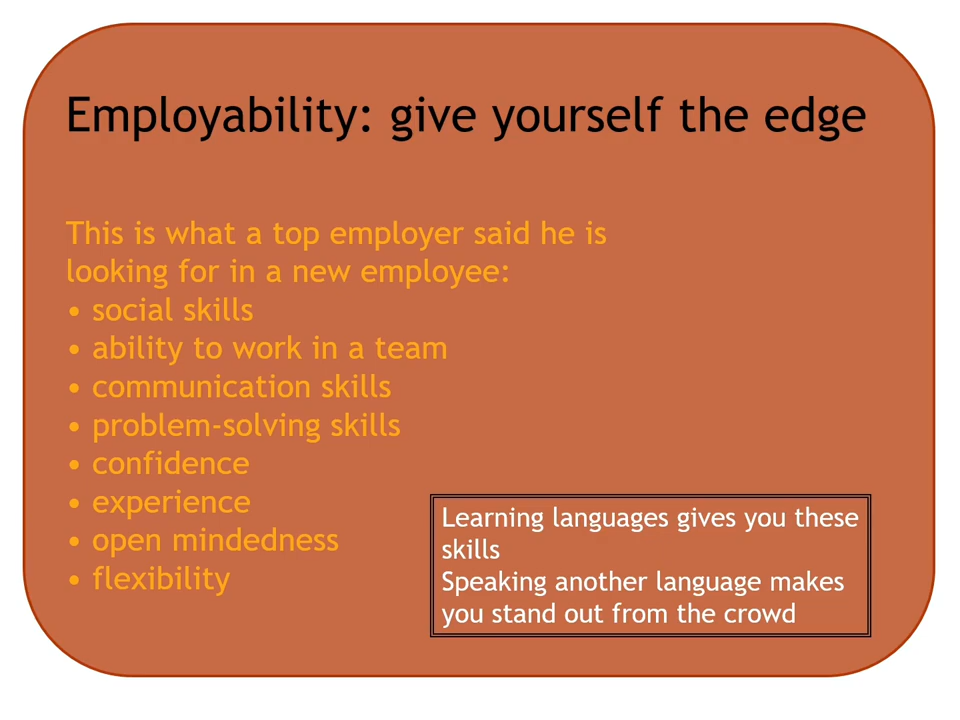 Employability: give yourself the edge
This is what a top employer said he is
looking for in a new employee:
• social skills
• ability to work in a team
• communication skills
• problem-solving skills
• confidence
• experience
• open mindedness
• flexibility
Learning languages gives you these
skills
Speaking another language makes
you stand out from the crowd